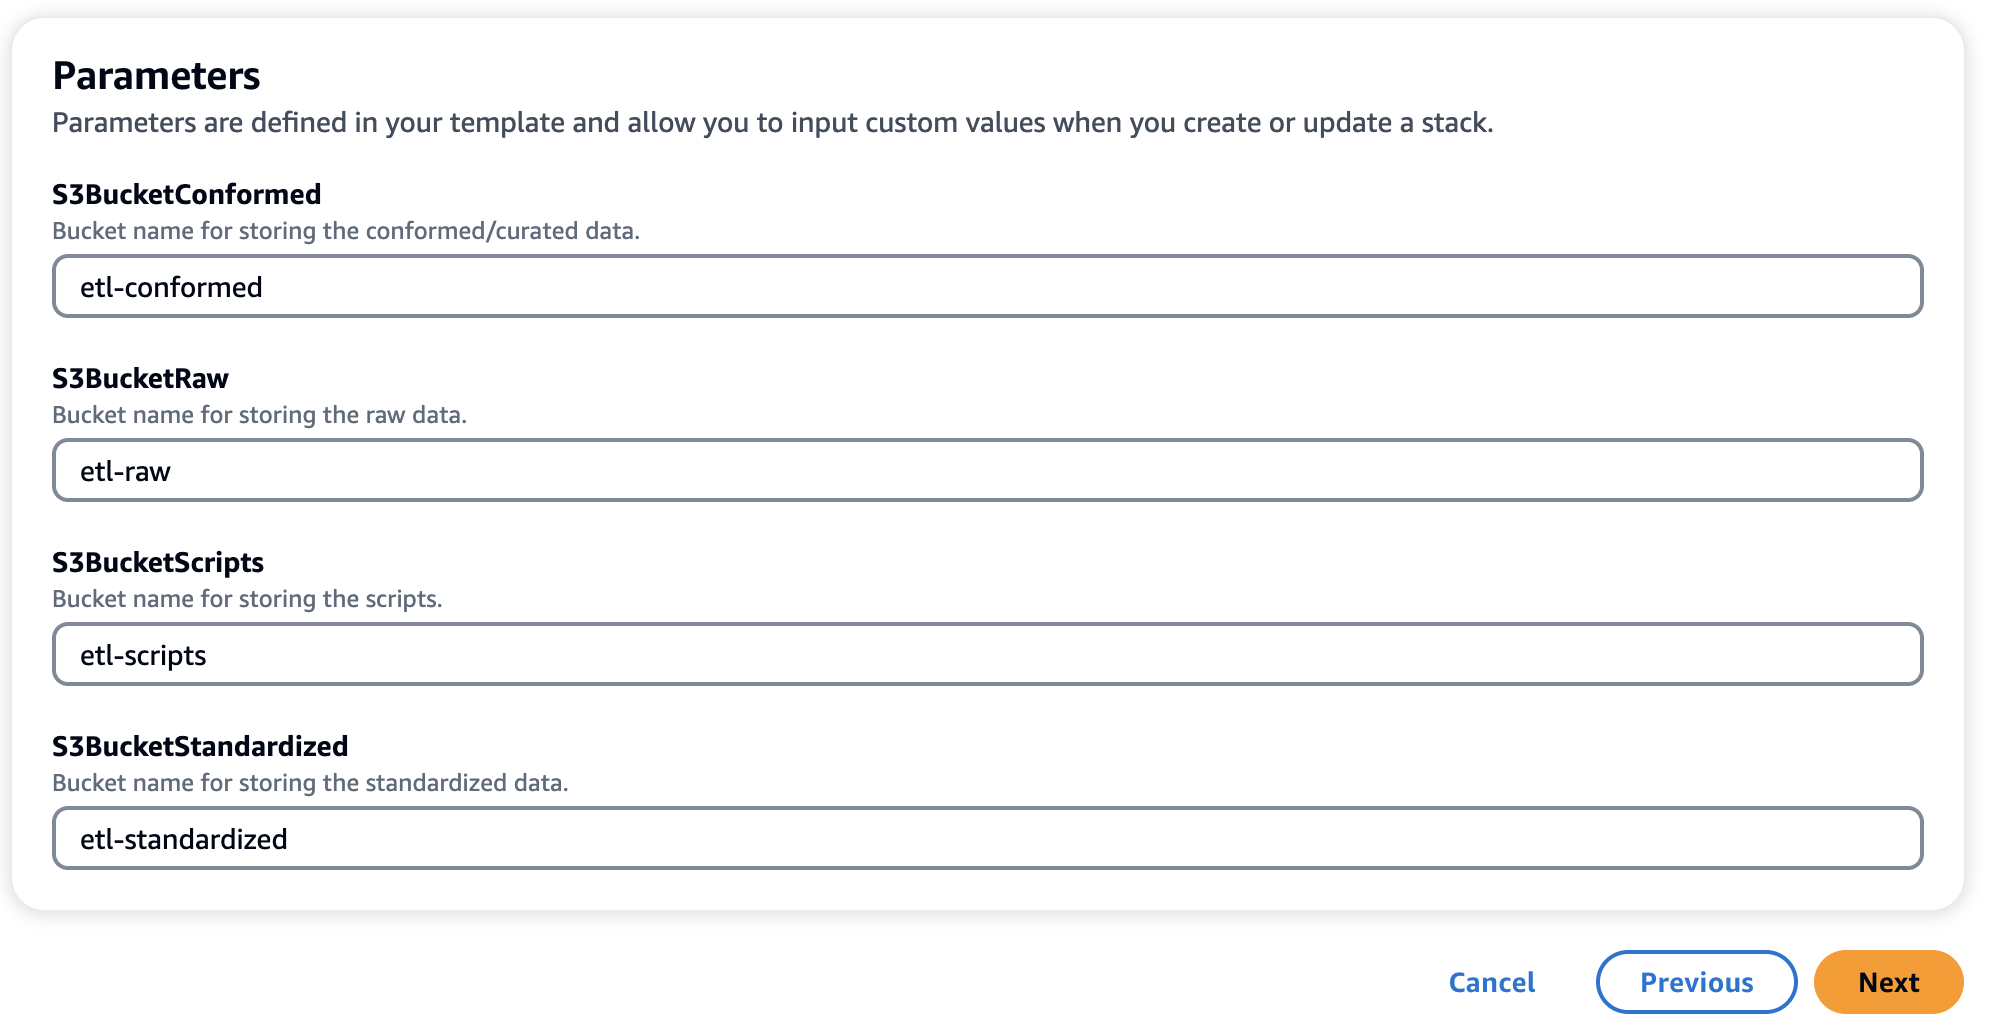 Parameters
Parameters are defined in your template and allow you to input custom values when you create or update a stack.
S3BucketConformed
Bucket name for storing the conformed/curated data.
etl-conformed
S3BucketRaw
Bucket name for storing the raw data.
etl-raw
S3BucketScripts
Bucket name for storing the scripts.
etl-scripts
S3BucketStandardized
Bucket name for storing the standardized data.
etl-standardized
Cancel Previous Next